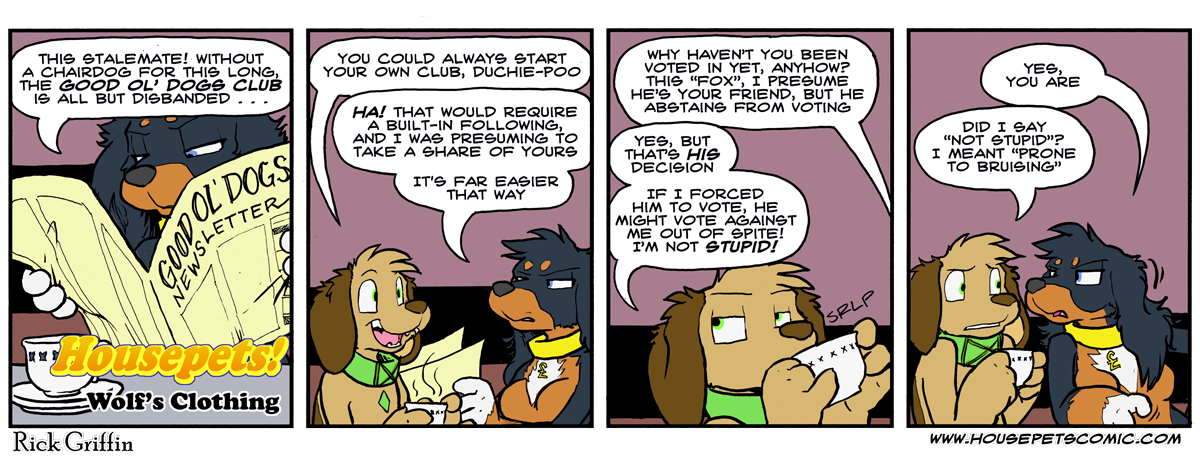 THIS STALEMATE! WITHOUT
A CHAIRDOG FOR THIS LONG,
THE GOOD OL' DOGS CLUB
IS ALL BUT DISBANDED . . .
GOOD OL' DOGS
NEWSLETTER
Housepets!
Wolf's Clothing
YOU COULD ALWAYS START
YOUR OWN CLUB, DUCHIE-POO
HA! THAT WOULD REQUIRE
A BUILT-IN FOLLOWING,
AND I WAS PRESUMING TO
TAKE A SHARE OF YOURS
IT'S FAR EASIER
THAT WAY
£
WHY HAVEN'T YOU BEEN
VOTED IN YET, ANYHOW?
THIS "FOX", I PRESUME
HE'S YOUR FRIEND, BUT HE
ABSTAINS FROM VOTING
YES, BUT
THAT'S HIS
DECISION
IF I FORCED
HIM TO VOTE, HE
MIGHT VOTE AGAINST
ME OUT OF SPITE!
I'M NOT STUPID!
SRLP
YES,
YOU ARE
DID I SAY
"NOT STUPID"?
I MEANT "PRONE
TO BRUISING"
£
Rick Griffin
WWW.HOUSEPETSCOMIC.COM